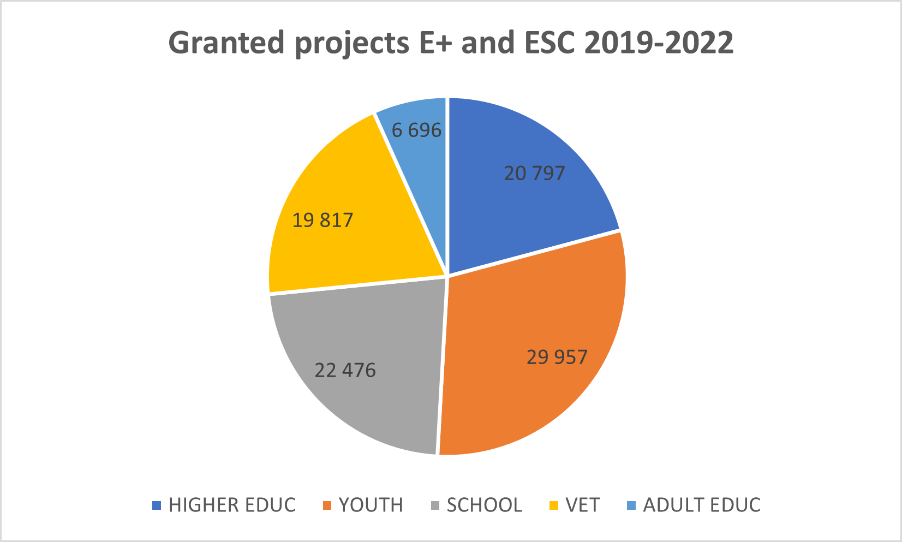 Granted projects E+ and ESC 2019-2022
6 696
20 797
19 817
29 957
22 476
HIGHER EDUC YOUTH SCHOOL VET ADULT EDUC